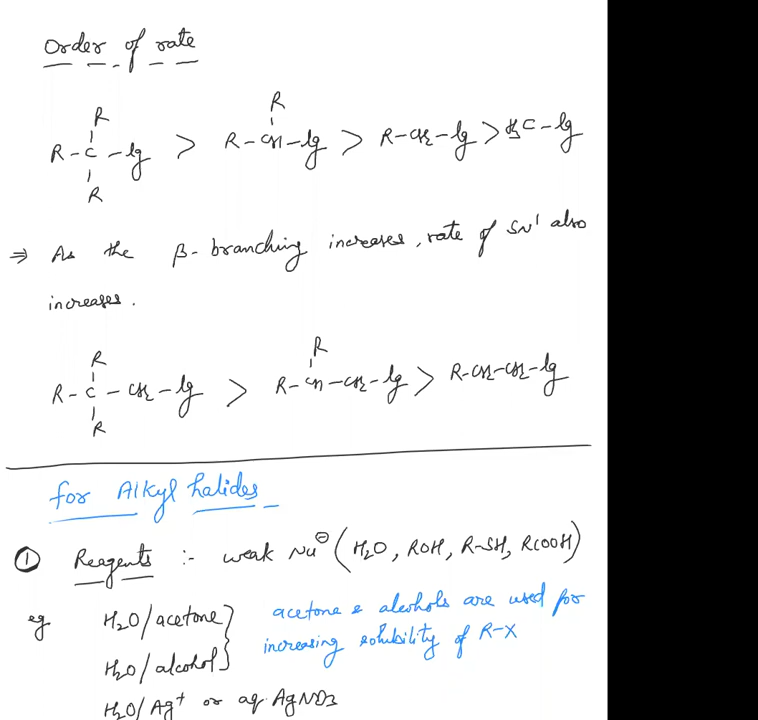 Order of rate
R R
R-C-lg > R-CH-lg > R-CH2-lg > H3C-lg
R
⇒ As the β-branching increases, rate of SN1 also
increases.
R R
R-C-CH2-lg > R-CH-CH2-lg > R-CH2-CH2-lg
R
for Alkyl halides
① Reagents :- weak Nu⊖ (H2O, ROH, R-SH, RCOOH)
eg H2O/acetone } acetone & alcohols are used for
H2O/alcohol } increasing solubility of R-X
H2O/Ag+ or aq. AgNO3